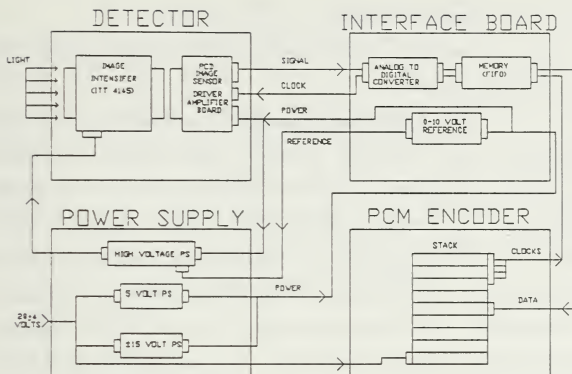 DETECTOR
INTERFACE BOARD
LIGHT
IMAGE
INTENSIFER
(ITT 4145)
PCD
IMAGE
SENSOR
DRIVER
AMPLIFIER
BOARD
SIGNAL
CLOCK
POWER
REFERENCE
ANALOG TO
DIGITAL
CONVERTER
MEMORY
(FIFO)
0-10 VOLT
REFERENCE
POWER SUPPLY
PCM ENCODER
HIGH VOLTAGE PS
5 VOLT PS
±15 VOLT PS
28±4
VOLTS
POWER
STACK
CLOCKS
DATA